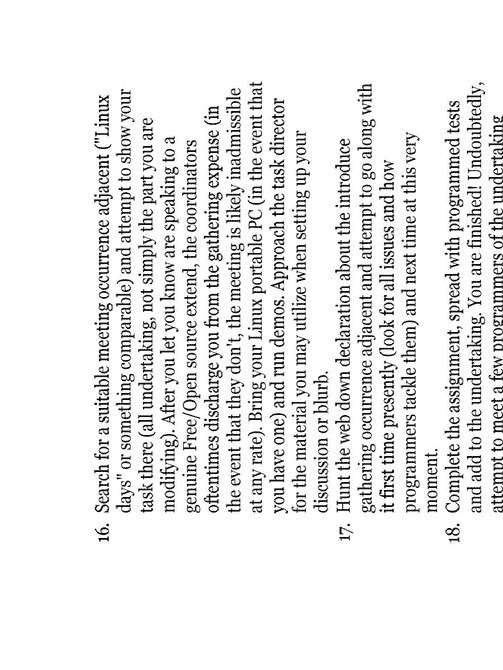 16. Search for a suitable meeting occurrence adjacent ("Linux
days" or something comparable) and attempt to show your
task there (all undertaking, not simply the part you are
modifying). After you let you know are speaking to a
genuine Free/Open source extend, the coordinators
oftentimes discharge you from the gathering expense (in
the event that they don't, the meeting is likely inadmissible
at any rate). Bring your Linux portable PC (in the event that
you have one) and run demos. Approach the task director
for the material you may utilize when setting up your
discussion or blurb.
17. Hunt the web down declaration about the introduce
gathering occurrence adjacent and attempt to go along with
it first time presently (look for all issues and how
programmers tackle them) and next time at this very
moment.
18. Complete the assignment, spread with programmed tests
and add to the undertaking. You are finished! Undoubtedly,
attempt to meet a few programmers of the undertaking